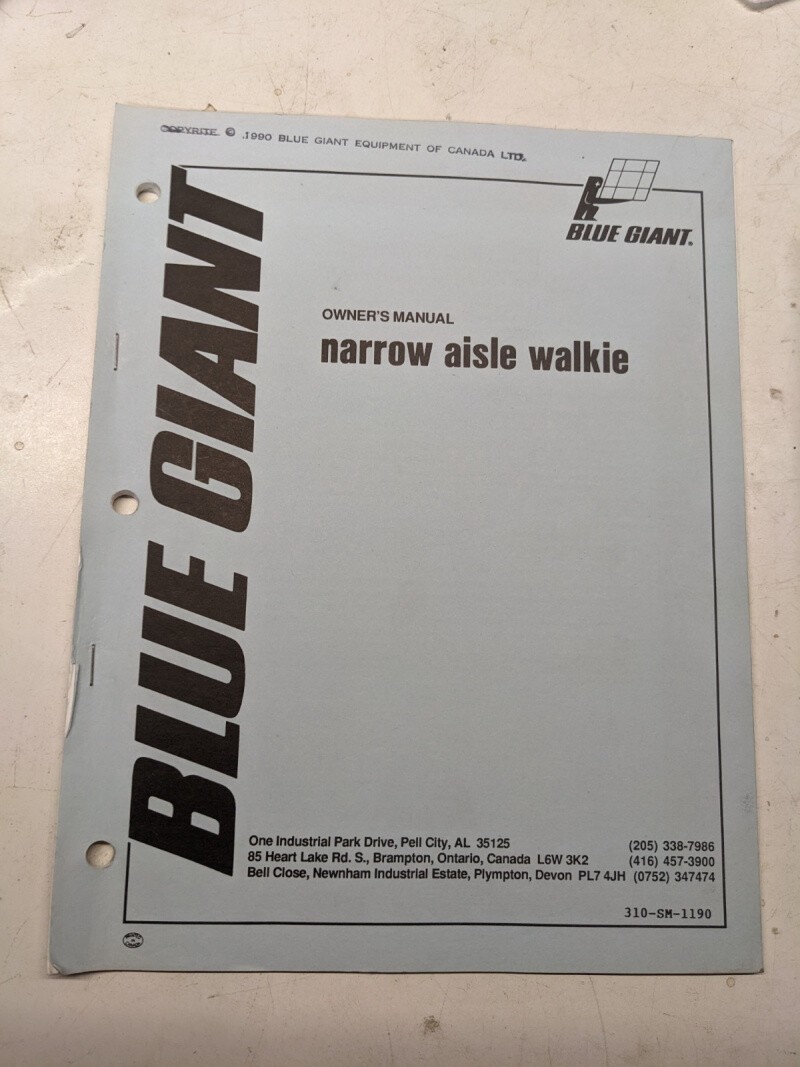 COPYRITE © .1990 BLUE GIANT EQUIPMENT OF CANADA LTD.
BLUE GIANT.
BLUE GIANT
OWNER'S MANUAL
narrow aisle walkie
One Industrial Park Drive, Pell City, AL 35125 (205) 338-7986
85 Heart Lake Rd. S., Brampton, Ontario, Canada L6W 3K2 (416) 457-3900
Bell Close, Newnham Industrial Estate, Plympton, Devon PL7 4JH (0752) 347474
310-SM-1190